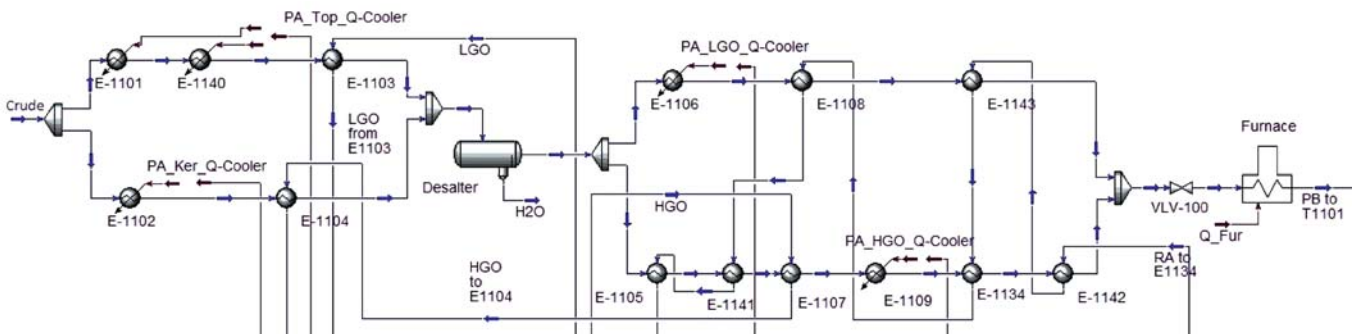 PA_Top_Q-Cooler
LGO
PA_LGO_Q-Cooler
E-1101
E-1140
E-1103
E-1106
E-1108
E-1143
Crude
LGO
from
E1103
Furnace
PA_Ker_Q-Cooler
Desalter
H2O
HGO
E-1102
E-1104
VLV-100
PB to
T1101
Q_Fur
PA_HGO_Q-Cooler
RA to
E1134
HGO
to
E1104
E-1105
E-1141
E-1107
E-1109
E-1134
E-1142